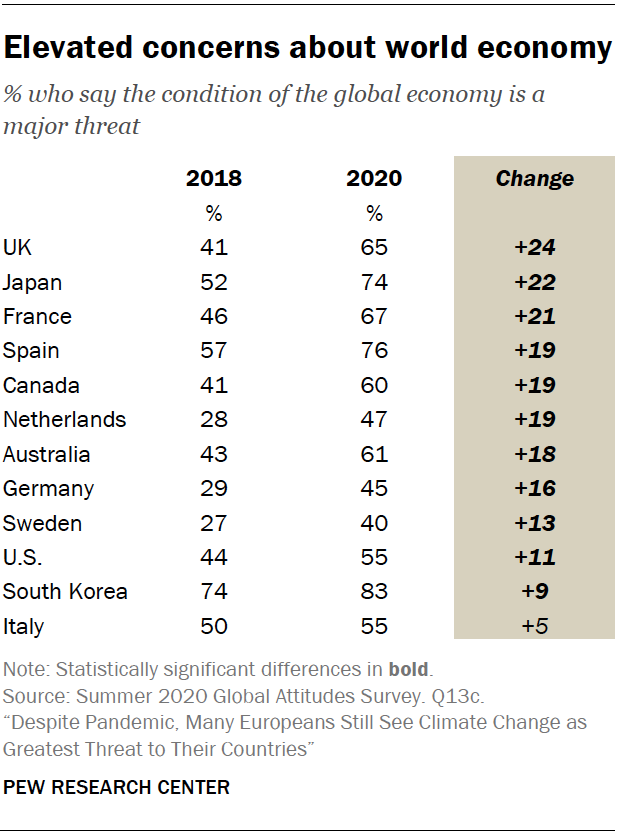 Elevated concerns about world economy
% who say the condition of the global economy is a
major threat
2018 2020 Change
% %
UK 41 65 +24
Japan 52 74 +22
France 46 67 +21
Spain 57 76 +19
Canada 41 60 +19
Netherlands 28 47 +19
Australia 43 61 +18
Germany 29 45 +16
Sweden 27 40 +13
U.S. 44 55 +11
South Korea 74 83 +9
Italy 50 55 +5
Note: Statistically significant differences in bold.
Source: Summer 2020 Global Attitudes Survey. Q13c.
“Despite Pandemic, Many Europeans Still See Climate Change as
Greatest Threat to Their Countries”
PEW RESEARCH CENTER